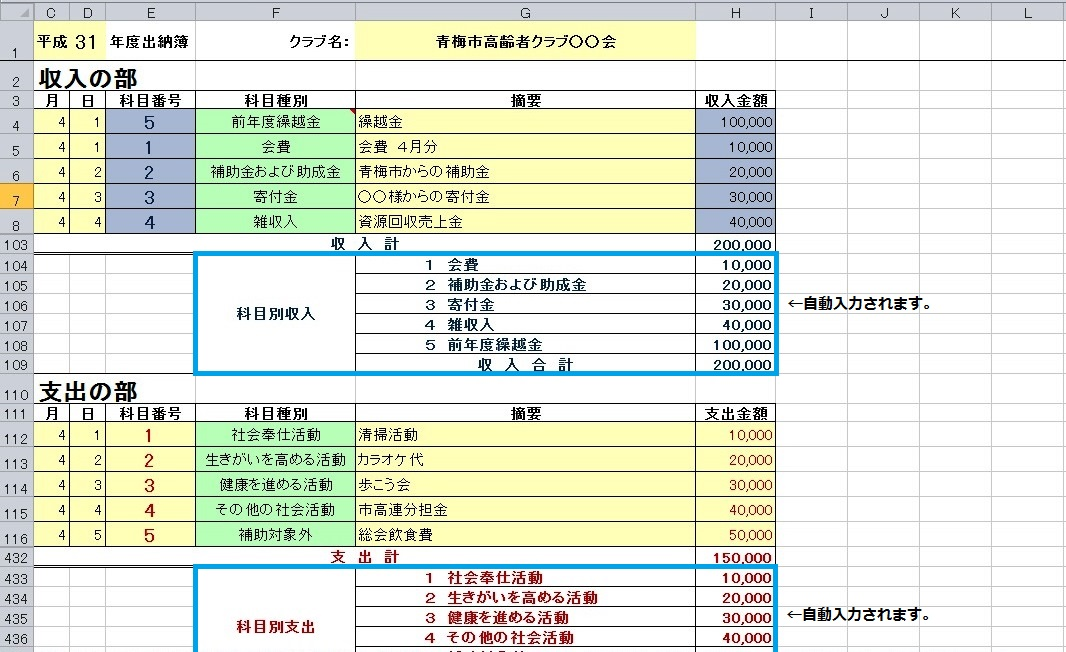 C D E F G H I J K L
1 平成 31 年度出納簿 クラブ名： 青梅市高齢者クラブ〇〇会
2 収入の部
3 月 日 科目番号 科目種別 摘要 収入金額
4 4 1 5 前年度繰越金 繰越金 100,000
5 4 1 1 会費 会費 4月分 10,000
6 4 2 2 補助金および助成金 青梅市からの補助金 20,000
7 4 3 3 寄付金 〇〇様からの寄付金 30,000
8 4 4 4 雑収入 資源回収売上金 40,000
103 収 入 計 200,000
104 1 会費 10,000
105 2 補助金および助成金 20,000
106 科目別収入 3 寄付金 30,000 ←自動入力されます。
107 4 雑収入 40,000
108 5 前年度繰越金 100,000
109 収 入 合 計 200,000
110 支出の部
111 月 日 科目番号 科目種別 摘要 支出金額
112 4 1 1 社会奉仕活動 清掃活動 10,000
113 4 2 2 生きがいを高める活動 カラオケ代 20,000
114 4 3 3 健康を進める活動 歩こう会 30,000
115 4 4 4 その他の社会活動 市高連分担金 40,000
116 4 5 5 補助対象外 総会飲食費 50,000
432 支 出 計 150,000
433 1 社会奉仕活動 10,000
434 2 生きがいを高める活動 20,000
435 科目別支出 3 健康を進める活動 30,000 ←自動入力されます。
436 4 その他の社会活動 40,000